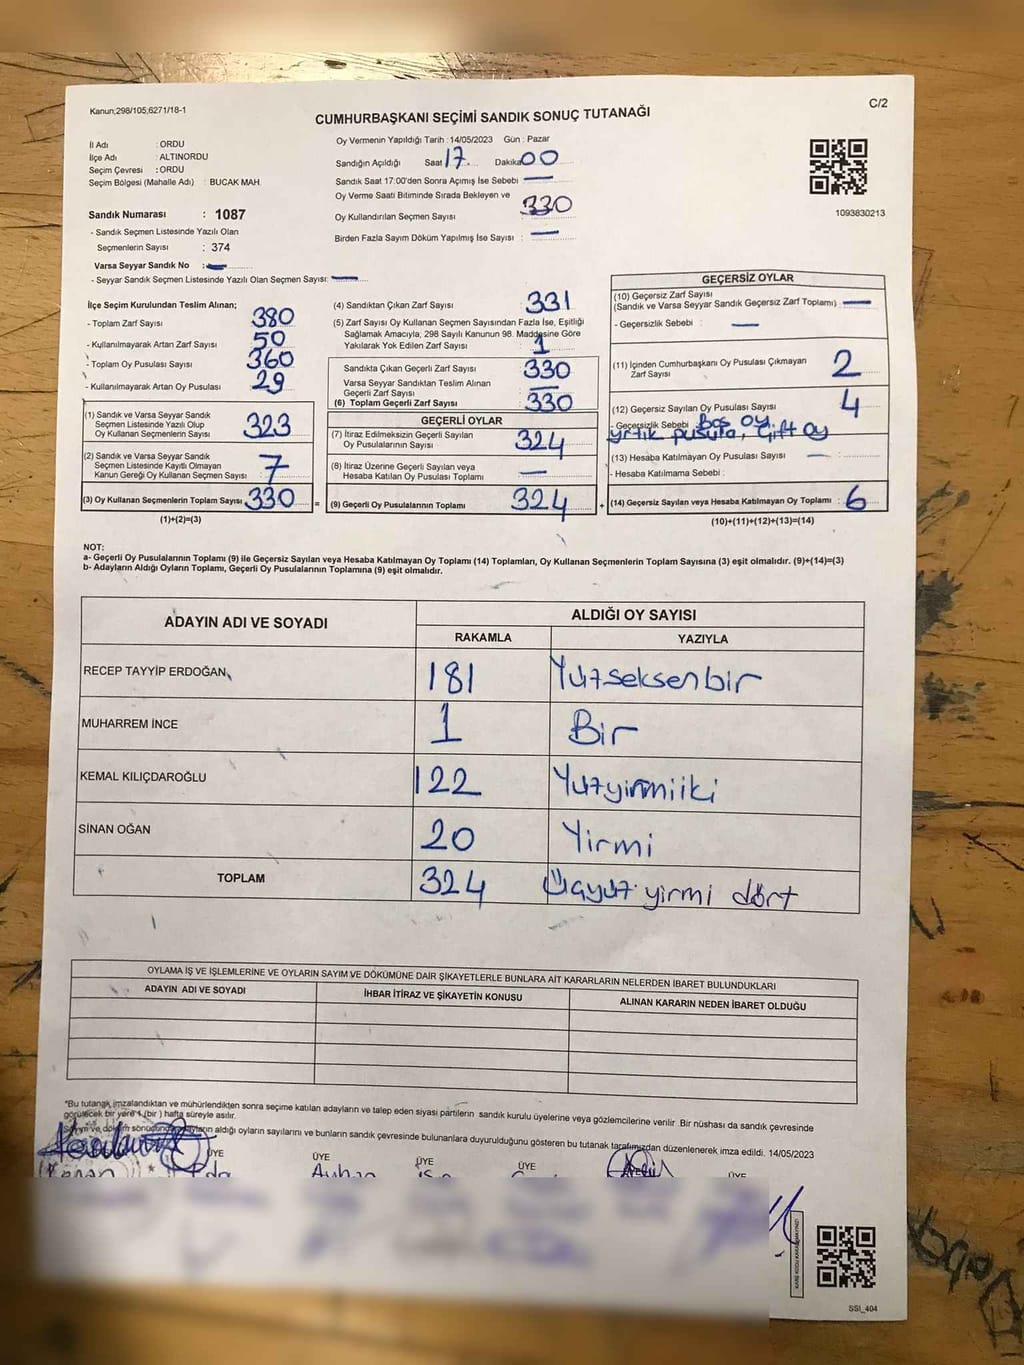 Kanun;298/105;6271/18-1
C/2
CUMHURBAŞKANI SEÇİMİ SANDIK SONUÇ TUTANAĞI
İl Adı : ORDU
İlçe Adı : ALTINORDU
Seçim Çevresi : ORDU
Seçim Bölgesi (Mahalle Adı) : BUCAK MAH.
Sandık Numarası : 1087
- Sandık Seçmen Listesinde Yazılı Olan
Seçmenlerin Sayısı : 374
Varsa Seyyar Sandık No :
- Seyyar Sandık Seçmen Listesinde Yazılı Olan Seçmen Sayısı:
Oy Vermenin Yapıldığı Tarih : 14/05/2023 Gün : Pazar
Sandığın Açıldığı Saat 17 Dakika 00
Sandık Saat 17:00'den Sonra Açımış İse Sebebi :
Oy Verme Saati Bitiminde Sırada Bekleyen ve
Oy Kullandırılan Seçmen Sayısı : 330
Birden Fazla Sayım Döküm Yapılmış İse Sayısı :
1093830213
İlçe Seçim Kurulundan Teslim Alınan;
- Toplam Zarf Sayısı 380
- Kullanılmayarak Artan Zarf Sayısı 50
- Toplam Oy Pusulası Sayısı 360
- Kullanılmayarak Artan Oy Pusulası 29
(1) Sandık ve Varsa Seyyar Sandık
Seçmen Listesinde Yazılı Olup
Oy Kullanan Seçmenlerin Sayısı 323
(2) Sandık ve Varsa Seyyar Sandık
Seçmen Listesinde Kayıtlı Olmayan
Kanun Gereği Oy Kullanan Seçmen Sayısı 7
(3) Oy Kullanan Seçmenlerin Toplam Sayısı 330 =
(1)+(2)=(3)
(4) Sandıktan Çıkan Zarf Sayısı : 331
(5) Zarf Sayısı Oy Kullanan Seçmen Sayısından Fazla İse, Eşitliği
Sağlamak Amacıyla, 298 Sayılı Kanunun 98. Maddesine Göre
Yakılarak Yok Edilen Zarf Sayısı : 1
Sandıkta Çıkan Geçerli Zarf Sayısı 330
Varsa Seyyar Sandıktan Teslim Alınan
Geçerli Zarf Sayısı
(6) Toplam Geçerli Zarf Sayısı 330
GEÇERLİ OYLAR
(7) İtiraz Edilmeksizin Geçerli Sayılan
Oy Pusulalarının Sayısı : 324
(8) İtiraz Üzerine Geçerli Sayılan veya
Hesaba Katılan Oy Pusulası Toplamı
(9) Geçerli Oy Pusulalarının Toplamı 324 +
GEÇERSİZ OYLAR
(10) Geçersiz Zarf Sayısı
(Sandık ve Varsa Seyyar Sandık Geçersiz Zarf Toplamı) :
- Geçersizlik Sebebi :
(11) İçinden Cumhurbaşkanı Oy Pusulası Çıkmayan
Zarf Sayısı 2
(12) Geçersiz Sayılan Oy Pusulası Sayısı 4
- Geçersizlik Sebebi : Boş oy
yırtık pusula, Çift oy
(13) Hesaba Katılmayan Oy Pusulası Sayısı
- Hesaba Katılmama Sebebi :
(14) Geçersiz Sayılan veya Hesaba Katılmayan Oy Toplamı : 6
(10)+(11)+(12)+(13)=(14)
NOT:
a- Geçerli Oy Pusulalarının Toplamı (9) ile Geçersiz Sayılan veya Hesaba Katılmayan Oy Toplamı (14) Toplamları, Oy Kullanan Seçmenlerin Toplam Sayısına (3) eşit olmalıdır. (9)+(14)=(3)
b- Adayların Aldığı Oyların Toplamı, Geçerli Oy Pusulalarının Toplamına (9) eşit olmalıdır.
ADAYIN ADI VE SOYADI
ALDIĞI OY SAYISI
RAKAMLA YAZIYLA
RECEP TAYYİP ERDOĞAN 181 Yüzseksenbir
MUHARREM İNCE 1 Bir
KEMAL KILIÇDAROĞLU 122 Yüzyirmiiki
SİNAN OĞAN 20 Yirmi
TOPLAM 324 Üçyüz yirmi dört
OYLAMA İŞ VE İŞLEMLERİNE VE OYLARIN SAYIM VE DÖKÜMÜNE DAİR ŞİKAYETLERLE BUNLARA AİT KARARLARIN NELERDEN İBARET BULUNDUKLARI
ADAYIN ADI VE SOYADI İHBAR İTİRAZ VE ŞİKAYETİN KONUSU ALINAN KARARIN NEDEN İBARET OLDUĞU
*Bu tutanak imzalandıktan ve mühürlendikten sonra seçime katılan adayların ve talep eden siyasi partilerin sandık kurulu üyelerine veya gözlemcilerine verilir .Bir nüshası da sandık çevresinde
görülecek bir yere 1 (bir ) hafta süreyle asılır.
aldığı oyların sayılarını ve bunların sandık çevresinde bulunanlara duyurulduğunu gösteren bu tutanak tarafımızdan düzenlenerek imza edildi. 14/05/2023
ÜYE ÜYE ÜYE ÜYE ÜYE
Kenan Eda Ayhan
SSI_404